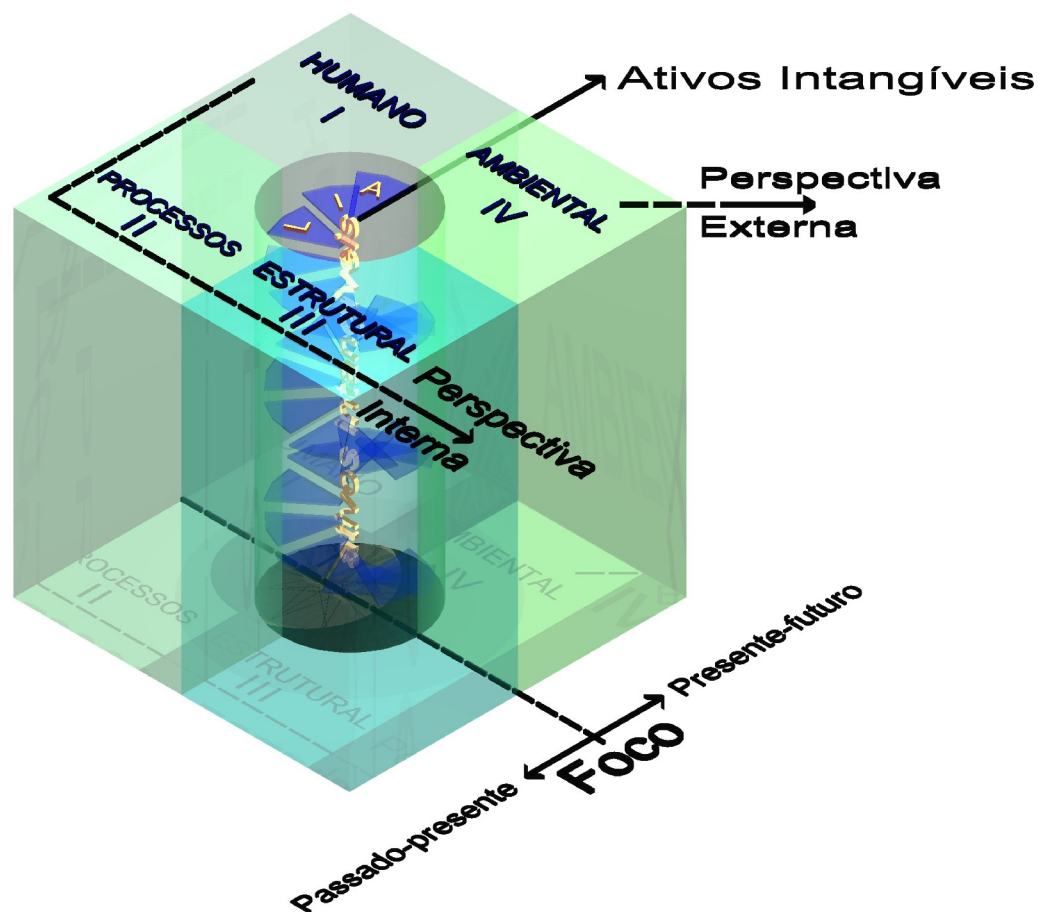 HUMANO
I
Ativos Intangíveis
AMBIENTAL
IV
Perspectiva
Externa
PROCESSOS
II
A
I
L
ESTRUTURAL
III
Perspectiva
Interna
AMBIENTAL
IV
PROCESSOS
II
ESTRUTURAL
III
Presente-futuro
Foco
Passado-presente